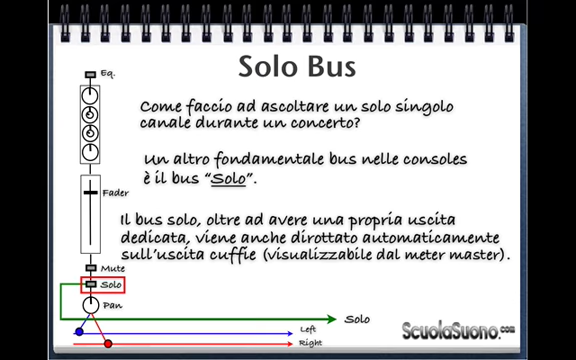 Solo Bus
Eq.
Come faccio ad ascoltare un solo singolo
canale durante un concerto?
Un altro fondamentale bus nelle consoles
è il bus "Solo".
Fader
Il bus solo, oltre ad avere una propria uscita
dedicata, viene anche dirottato automaticamente
sull'uscita cuffie (visualizzabile dal meter master).
Mute
Solo
Pan
Solo
Left
Right
ScuolaSuono.com